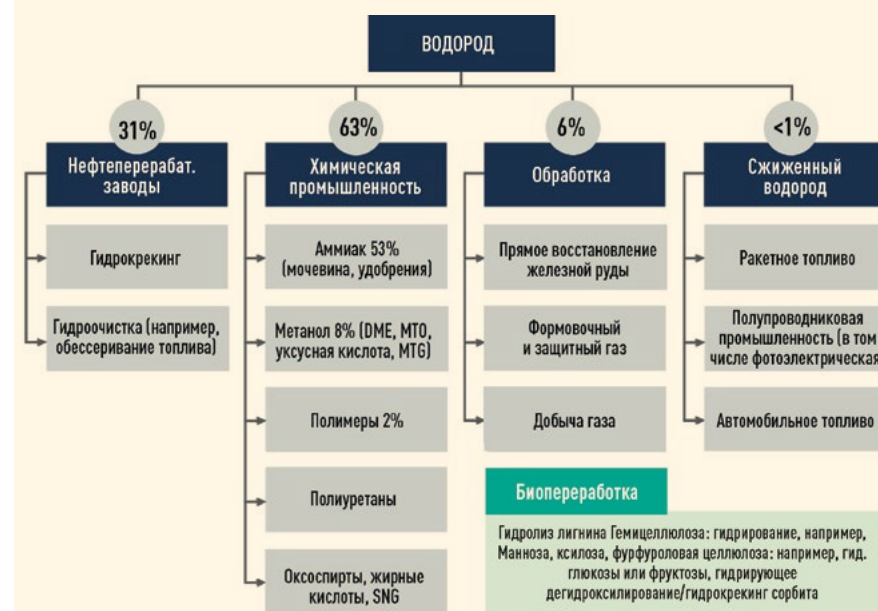 ВОДОРОД
31%
Нефтеперерабат.
заводы
Гидрокрекинг
Гидроочистка (например,
обессеривание топлива)
63%
Химическая
промышленность
Аммиак 53%
(мочевина, удобрения)
Метанол 8% (DME, MTO,
уксусная кислота, MTG)
Полимеры 2%
Полиуретаны
Оксоспирты, жирные
кислоты, SNG
6%
Обработка
Прямое восстановление
железной руды
Формовочный
и защитный газ
Добыча газа
<1%
Сжиженный
водород
Ракетное топливо
Полупроводниковая
промышленность (в том
числе фотоэлектрическая
Автомобильное топливо
Биопереработка
Гидролиз лигнина Гемицеллюлоза: гидрирование, например,
Манноза, ксилоза, фурфуроловая целлюлоза: например, гид.
глюкозы или фруктозы, гидрирующее
дегидроксилирование/гидрокрекинг сорбита